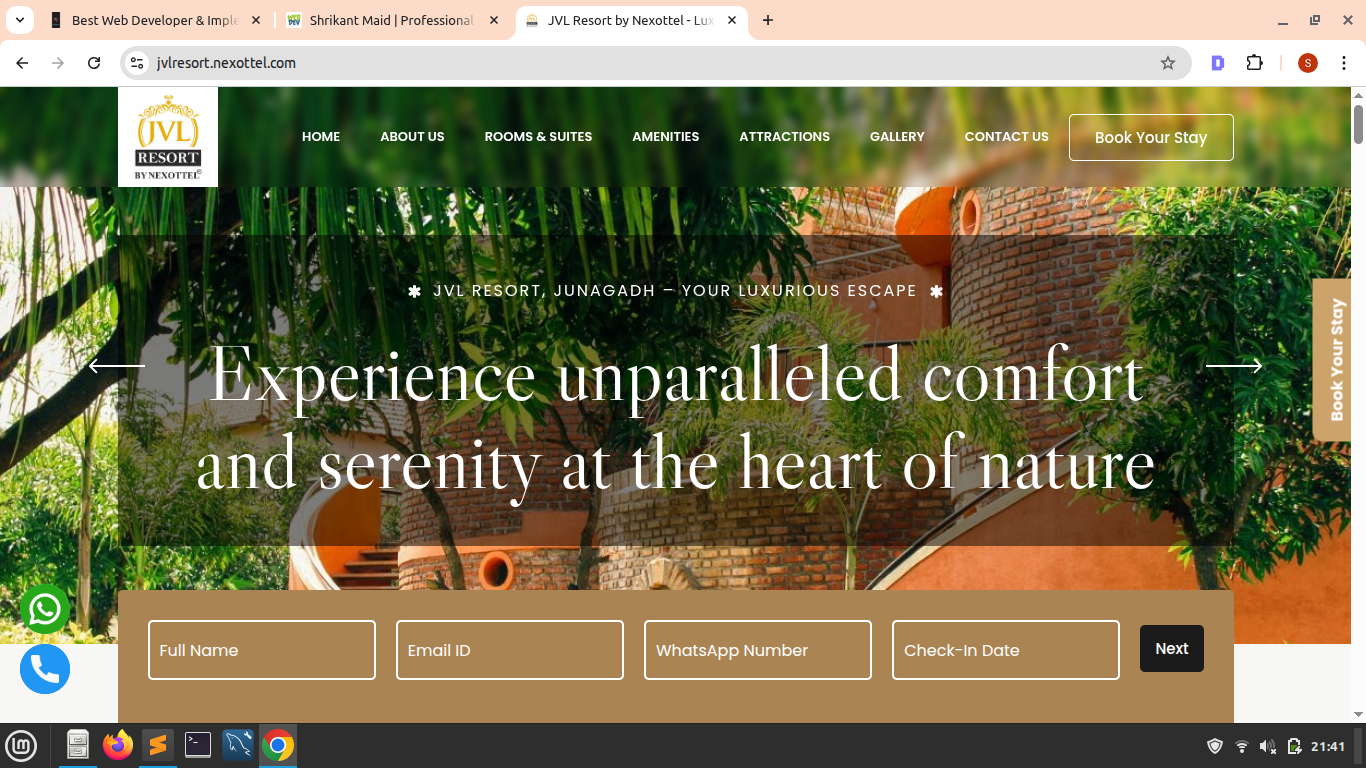 Best Web Developer & Imple
Shrikant Maid | Professional
JVL Resort by Nexottel - Lux
jvlresort.nexottel.com
S
JVL
RESORT
BY NEXOTTEL®
HOME ABOUT US ROOMS & SUITES AMENITIES ATTRACTIONS GALLERY CONTACT US Book Your Stay
JVL RESORT, JUNAGADH – YOUR LUXURIOUS ESCAPE
Experience unparalleled comfort
and serenity at the heart of nature
Book Your Stay
Full Name Email ID WhatsApp Number Check-In Date Next
21:41